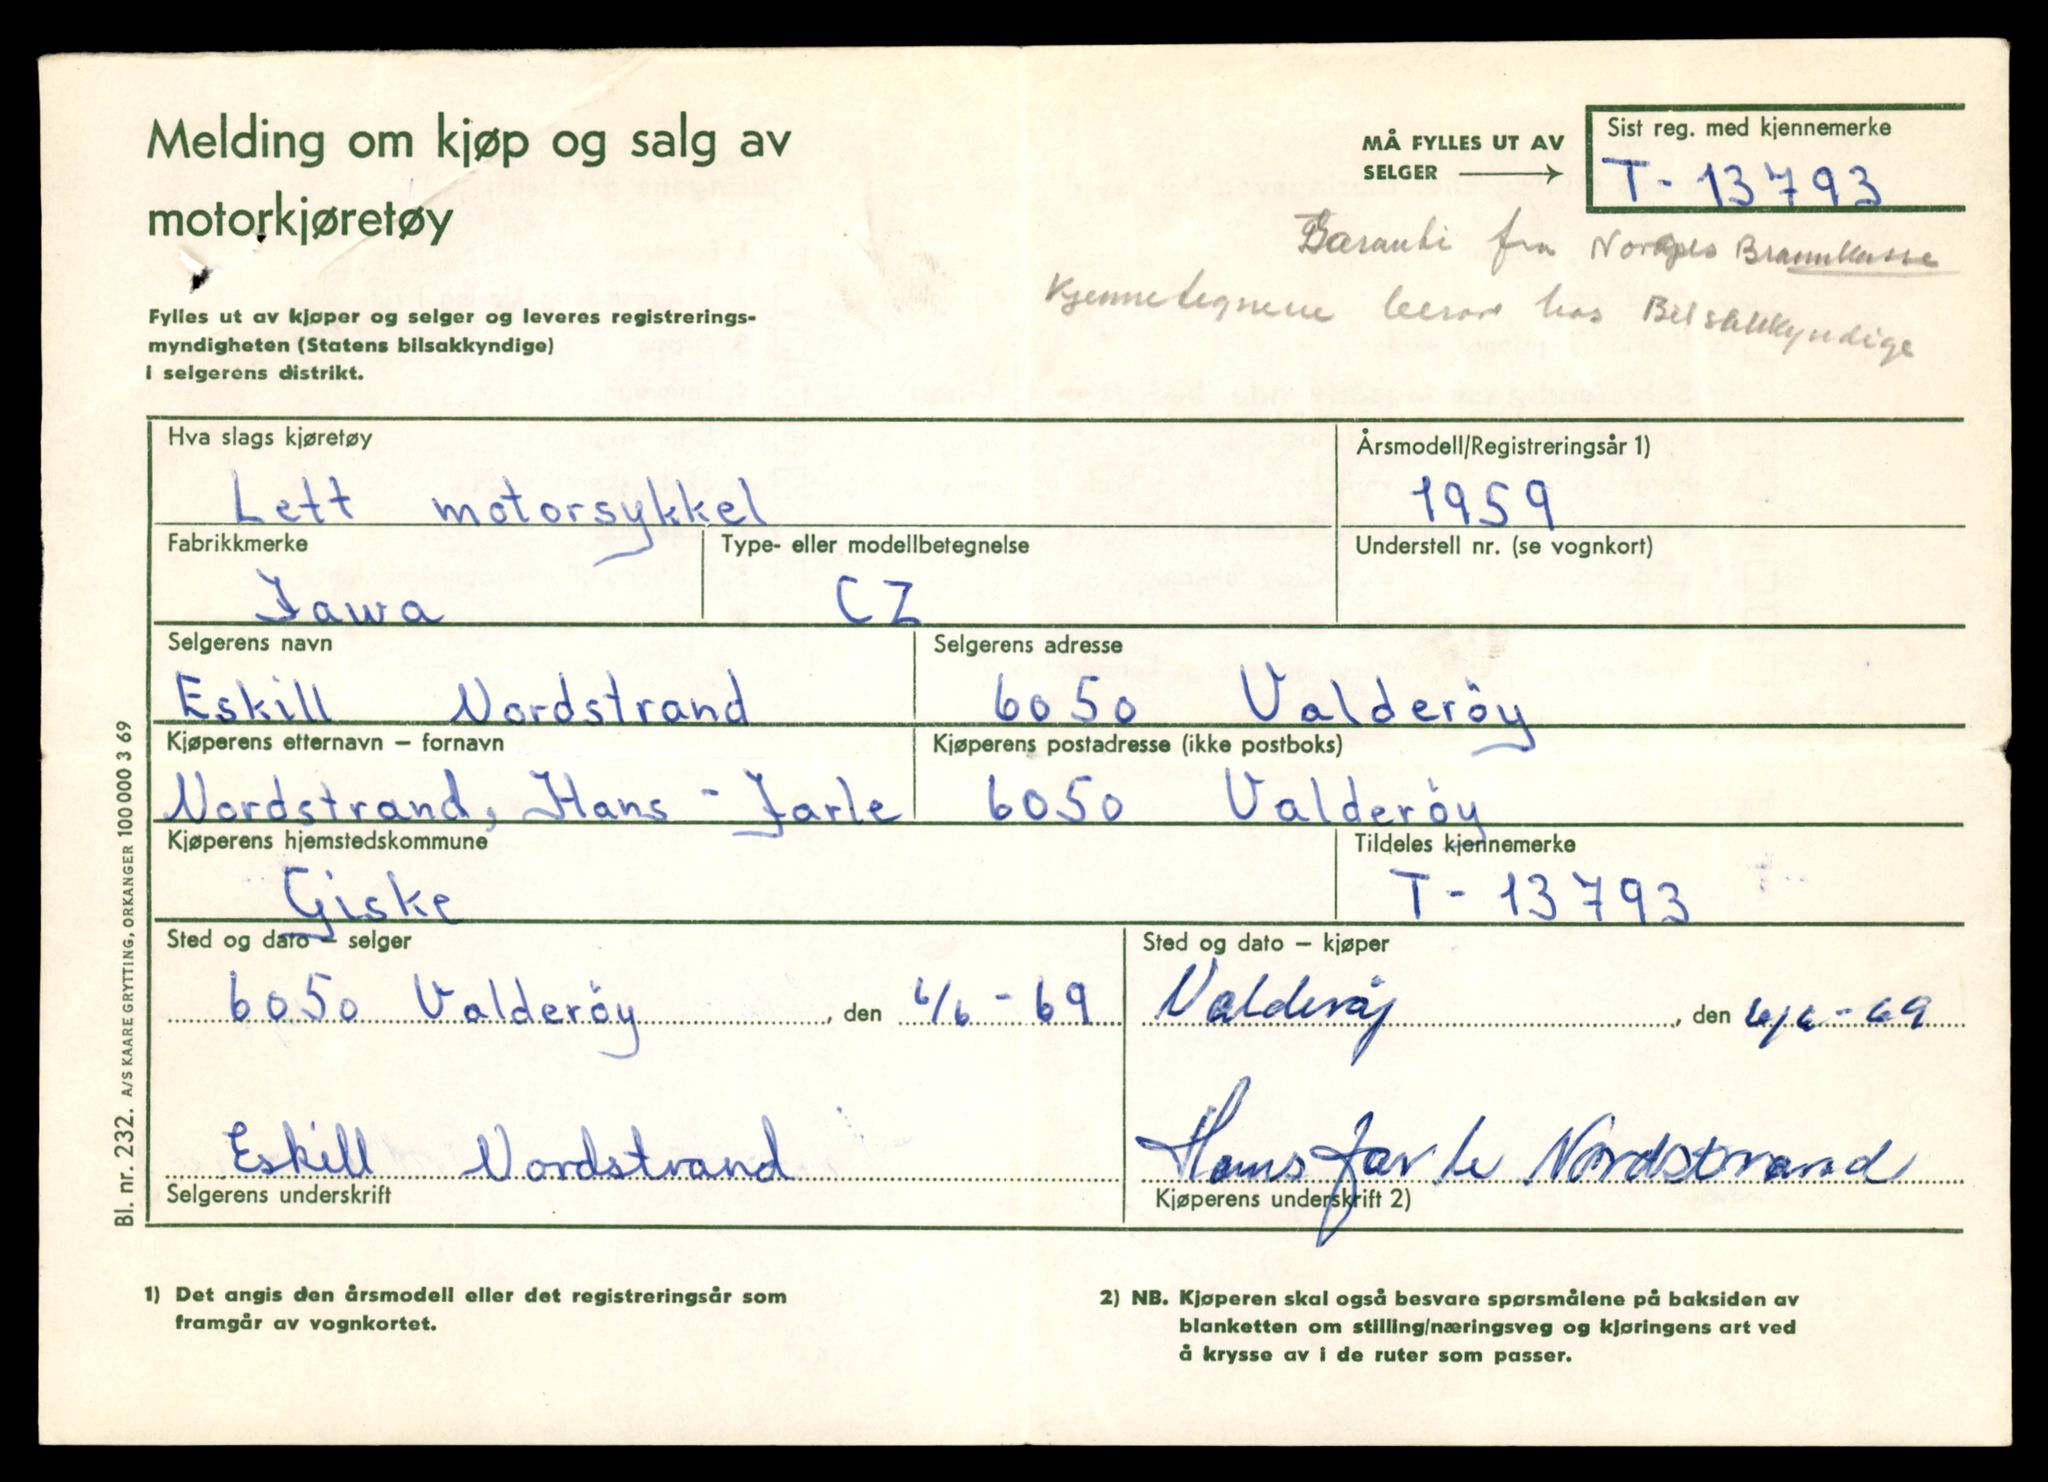 Melding om kjøp og salg av
motorkjøretøy
MÅ FYLLES UT AV
SELGER
Sist reg. med kjennemerke
T - 13793
Garanti fra Norges Brannkasse
Kjennetegnene hos Bilsakkyndige
Fylles ut av kjøper og selger og leveres registrerings-
myndigheten (Statens bilsakkyndige)
i selgerens distrikt.
Hva slags kjøretøy
Lett motorsykkel
Årsmodell/Registreringsår 1)
1959
Fabrikkmerke
Jawa
Type- eller modellbetegnelse
CZ
Understell nr. (se vognkort)
Selgerens navn
Eskill Nordstrand
Selgerens adresse
6050 Valderöy
Kjøperens etternavn – fornavn
Nordstrand, Hans - Jarle
Kjøperens postadresse (ikke postboks)
6050 Valderöy
Kjøperens hjemstedskommune
Giske
Tildeles kjennemerke
T - 13793
Sted og dato – selger
6050 Valderöy, den 6/6 - 69
Sted og dato – kjøper
Valderöy, den 6/6 - 69
Eskill Nordstrand
Selgerens underskrift
Hans Jarle Nordstrand
Kjøperens underskrift 2)
1) Det angis den årsmodell eller det registreringsår som
framgår av vognkortet.
2) NB. Kjøperen skal også besvare spørsmålene på baksiden av
blanketten om stilling/næringsveg og kjøringens art ved
å krysse av i de ruter som passer.
Bl. nr. 232. A/S KAARE GRYTTING, ORKANGER 100 000 3 69